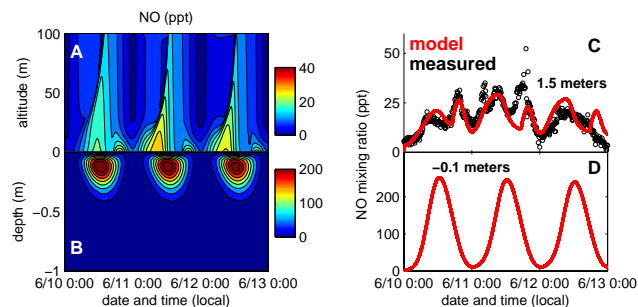 NO (ppt)
100
50
0
altitude (m)
A
40
20
0
−0.5
−1
depth (m)
B
200
100
0
6/10 0:00 6/11 0:00 6/12 0:00 6/13 0:00
date and time (local)
model
measured
C
1.5 meters
50
25
0
NO mixing ratio (ppt)
−0.1 meters
D
200
100
0
6/10 0:00 6/11 0:00 6/12 0:00 6/13 0:00
date and time (local)